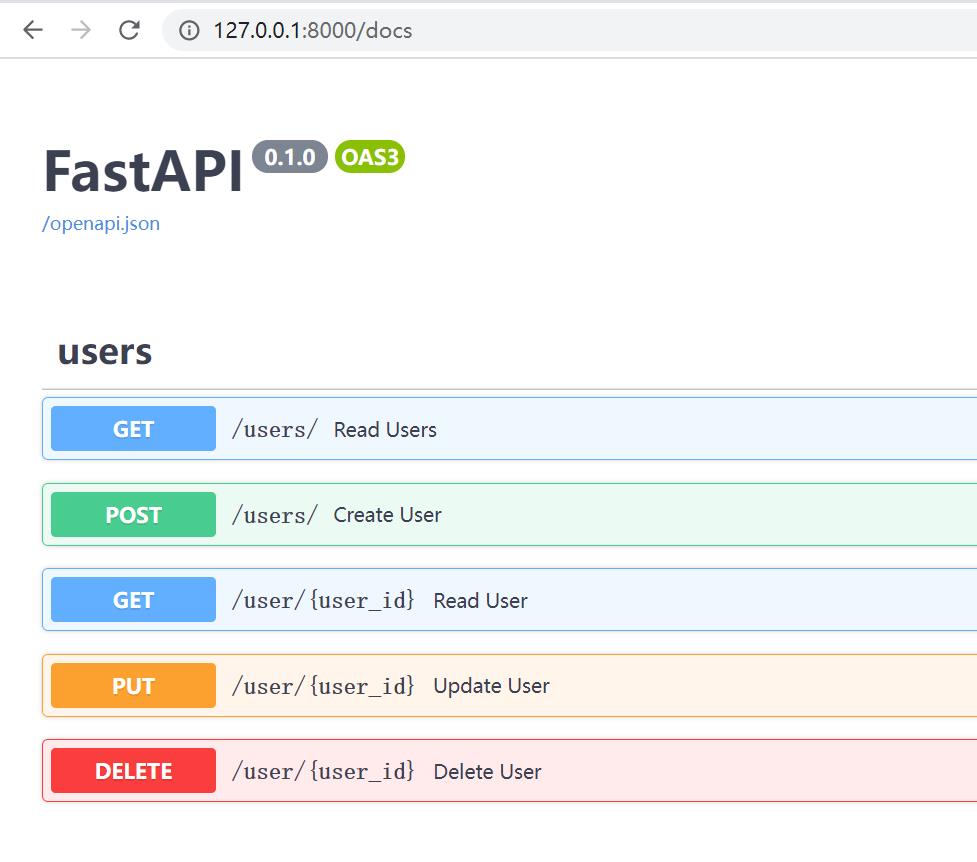 127.0.0.1:8000/docs
FastAPI 0.1.0 OAS3
/openapi.json
users
GET /users/ Read Users
POST /users/ Create User
GET /user/{user_id} Read User
PUT /user/{user_id} Update User
DELETE /user/{user_id} Delete User